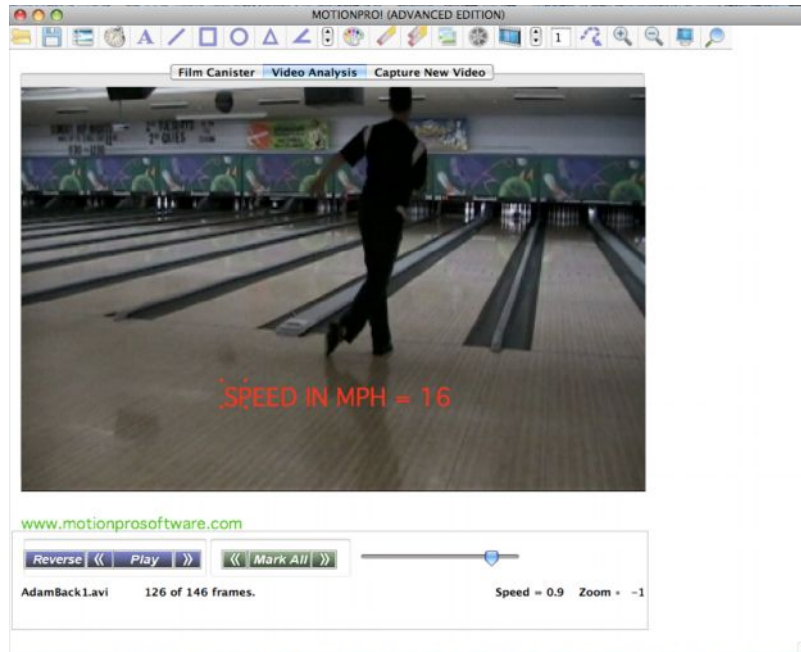 MOTIONPRO! (ADVANCED EDITION)
A 1
Film Canister Video Analysis Capture New Video
SPEED IN MPH = 16
www.motionprosoftware.com
Reverse Play Mark All
AdamBack1.avi 126 of 146 frames. Speed = 0.9 Zoom = -1